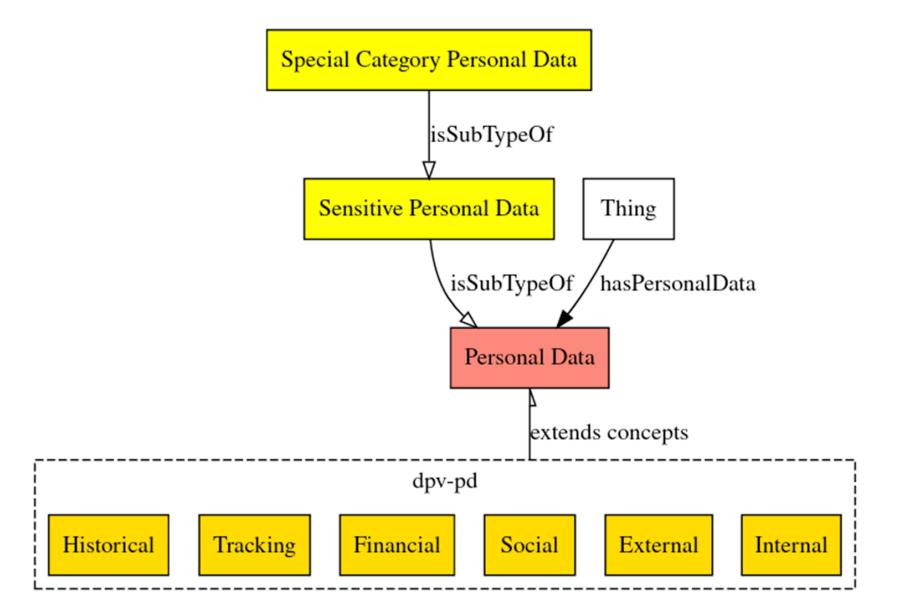 Special Category Personal Data
isSubTypeOf
Sensitive Personal Data
Thing
isSubTypeOf
hasPersonalData
Personal Data
extends concepts
dpv-pd
Historical
Tracking
Financial
Social
External
Internal